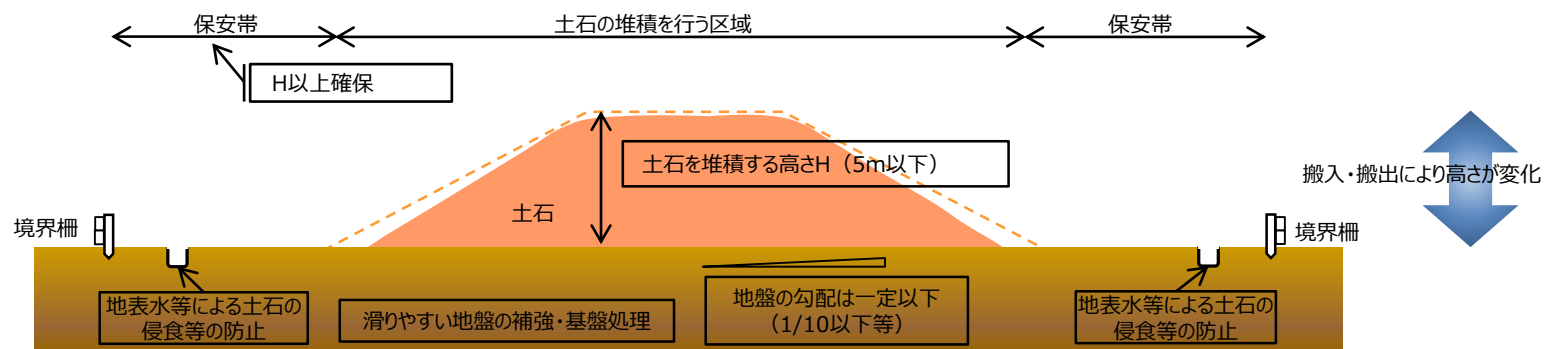 保安帯
土石の堆積を行う区域
保安帯
H以上確保
土石を堆積する高さH（5m以下）
搬入・搬出により高さが変化
土石
境界柵
境界柵
地表水等による土石の
侵食等の防止
滑りやすい地盤の補強・基盤処理
地盤の勾配は一定以下
（1/10以下等）
地表水等による土石の
侵食等の防止